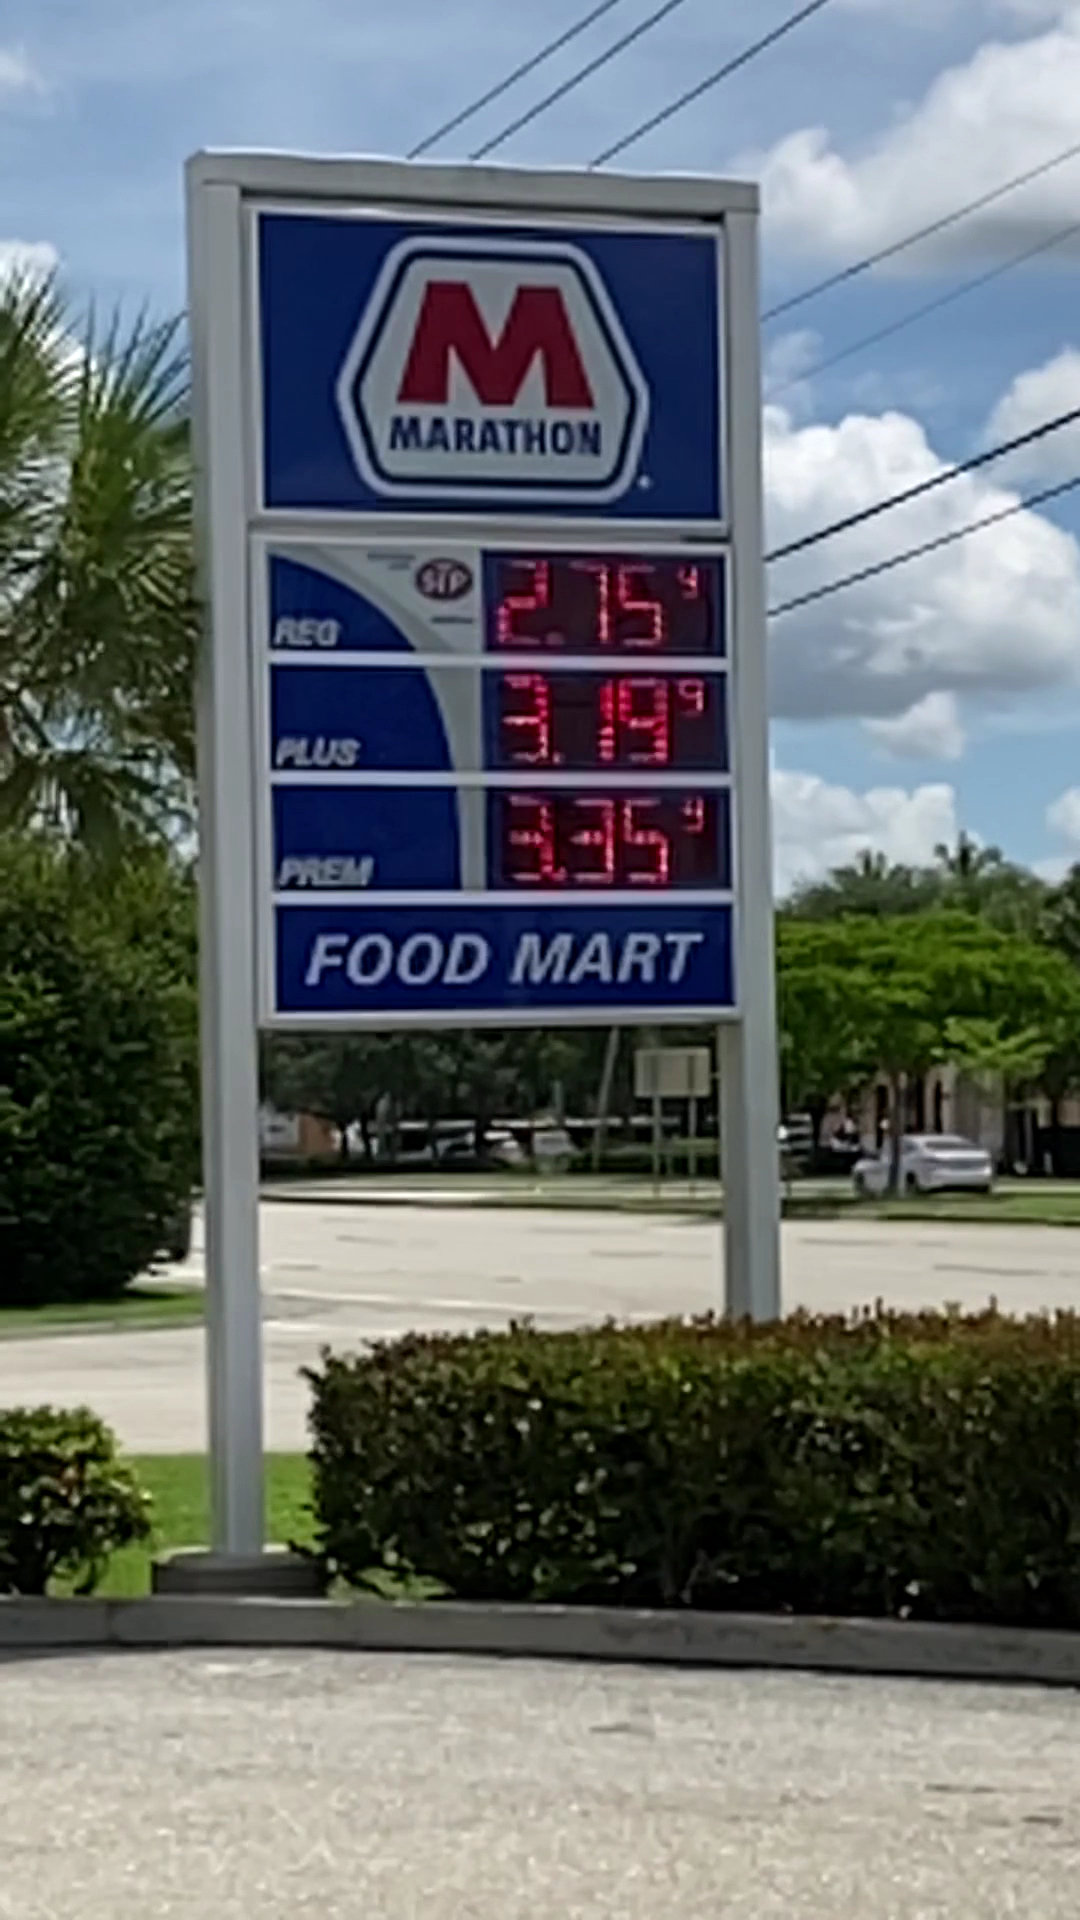 M
MARATHON
STP
REG 2.75 9
PLUS 3.19 9
PREM 3.35 9
FOOD MART